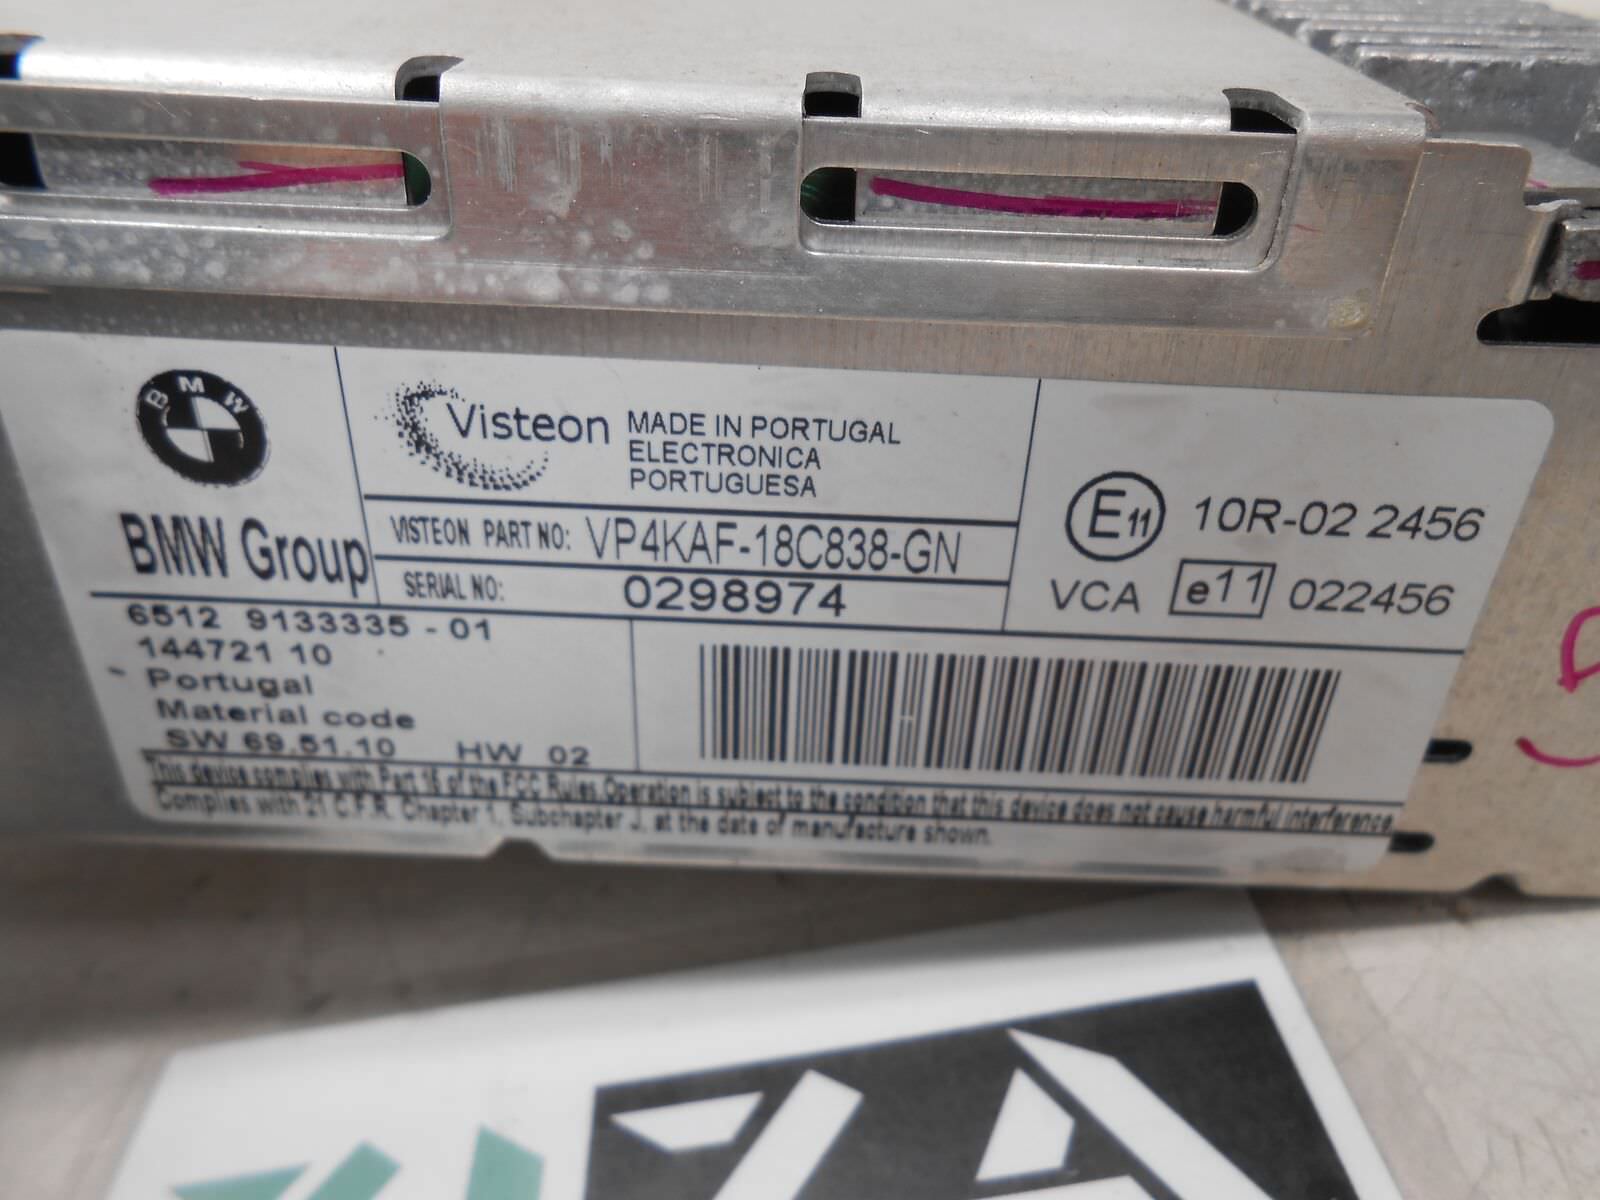 BMW
BMW Group
Visteon
MADE IN PORTUGAL
ELECTRONICA
PORTUGUESA
VISTEON PART NO: VP4KAF-18C838-GN
SERIAL NO: 0298974
E11 10R-02 2456
VCA e11 022456
6512 9133335 - 01
144721 10
Portugal
Material code
SW 69.51.10 HW 02
This device complies with Part 15 of the FCC Rules.Operation is subject to the condition that this device does not cause harmful interference.
Complies with 21 C.F.R. Chapter 1, Subchapter J, at the date of manufacture shown.